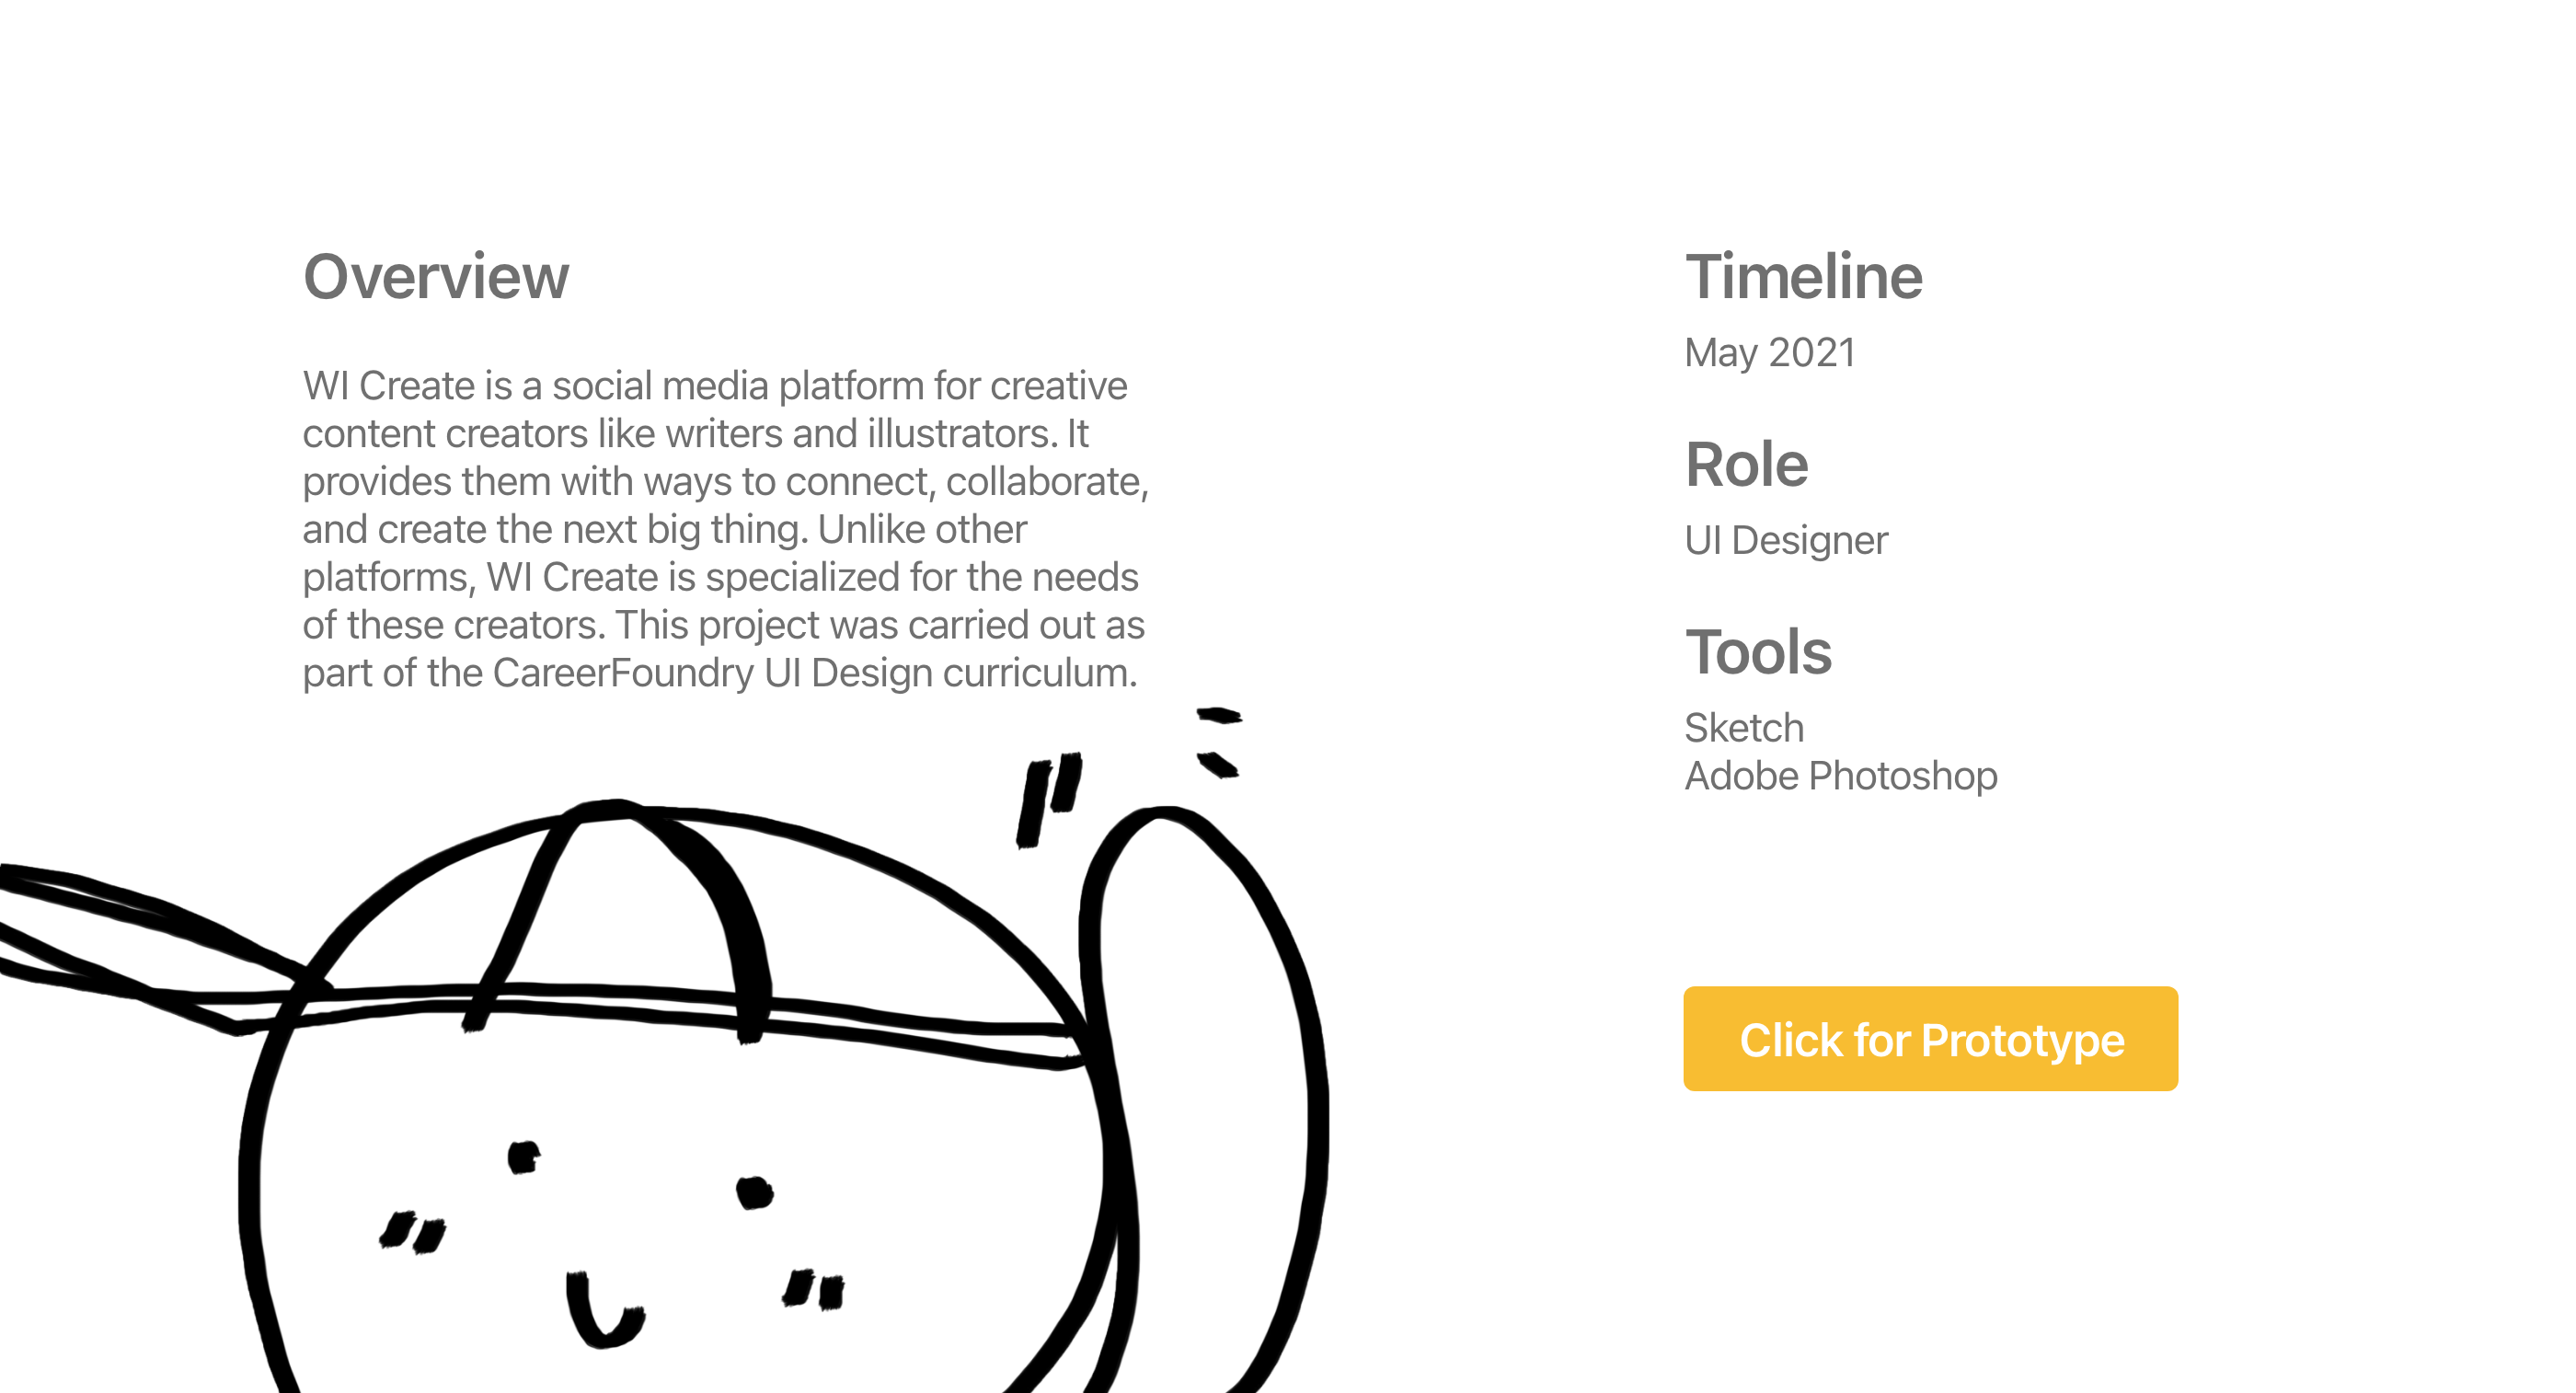 Overview
WI Create is a social media platform for creative
content creators like writers and illustrators. It
provides them with ways to connect, collaborate,
and create the next big thing. Unlike other
platforms, WI Create is specialized for the needs
of these creators. This project was carried out as
part of the CareerFoundry UI Design curriculum.
Timeline
May 2021
Role
UI Designer
Tools
Sketch
Adobe Photoshop
Click for Prototype